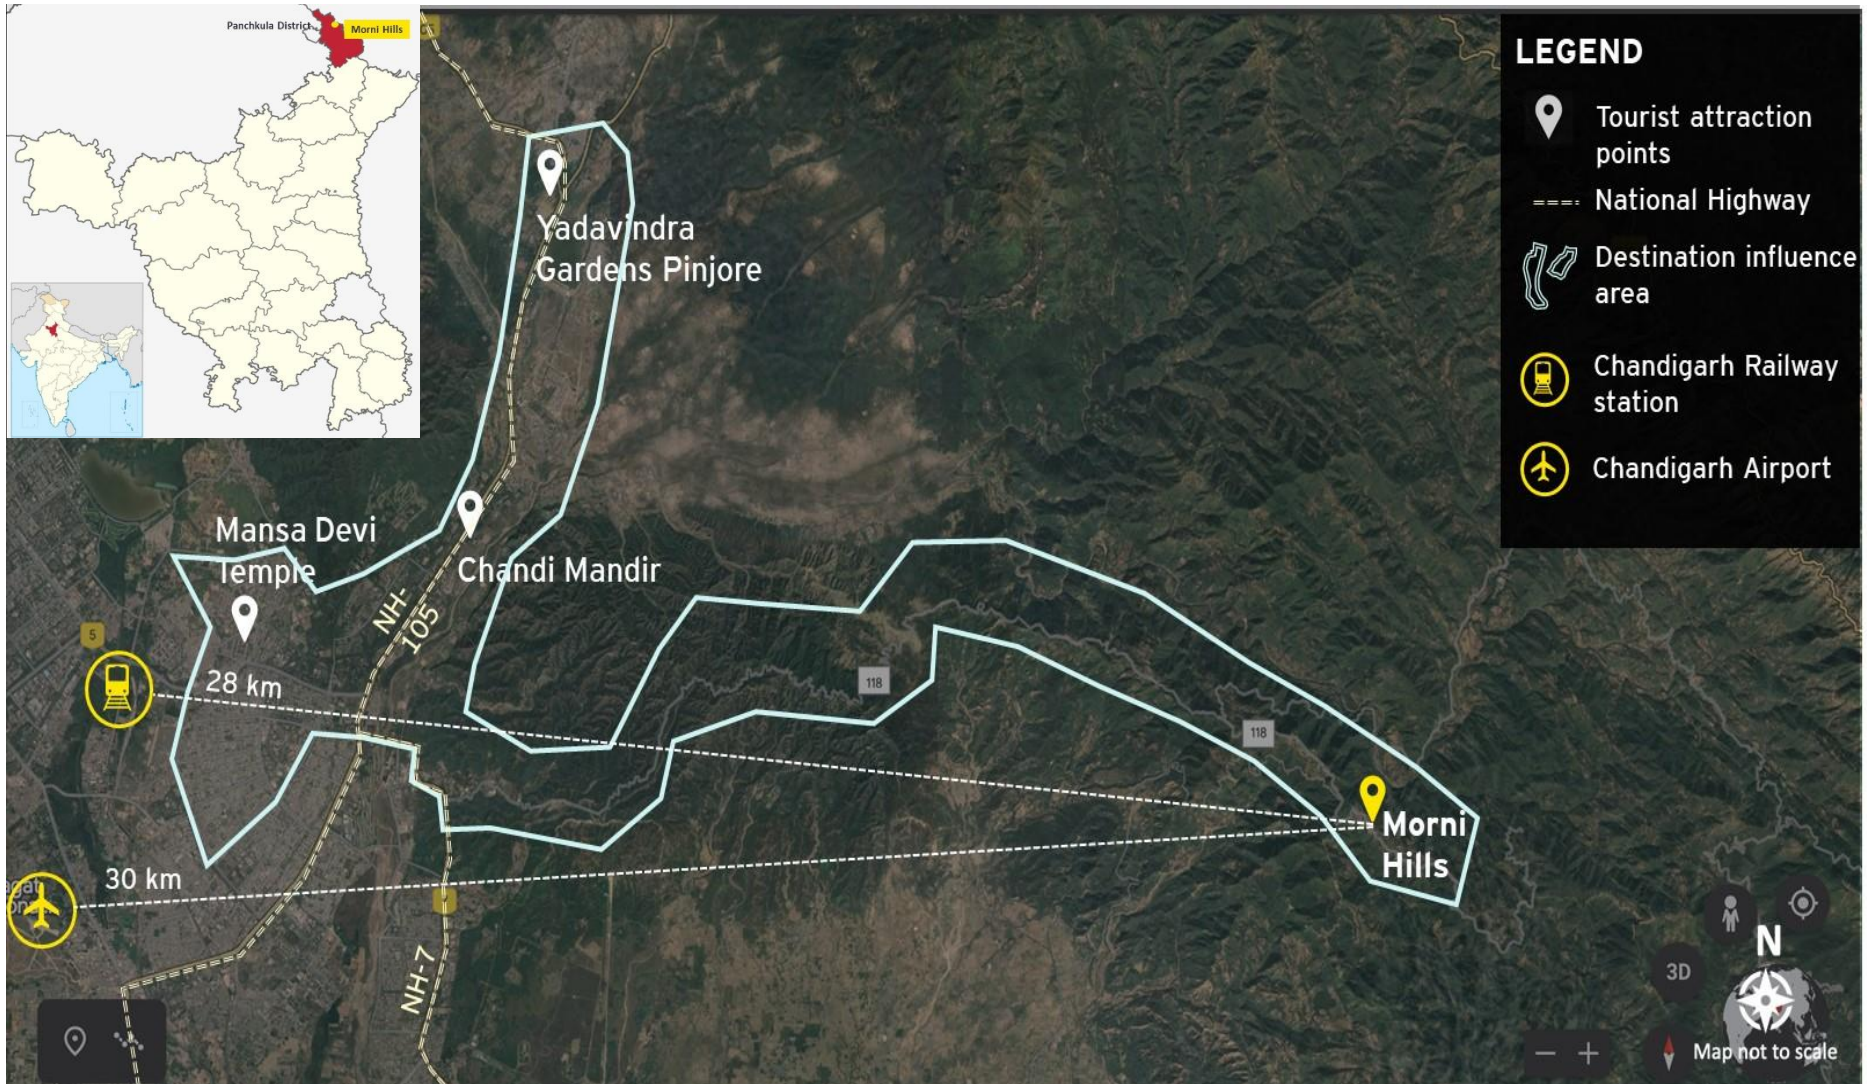 Panchkula District
Morni Hills
LEGEND
Tourist attraction
points
National Highway
Destination influence
area
Chandigarh Railway
station
Chandigarh Airport
Yadavindra
Gardens Pinjore
Mansa Devi
Temple
Chandi Mandir
NH-
105
5
28 km
118
118
Morni
Hills
30 km
NH-7
N
3D
Map not to scale